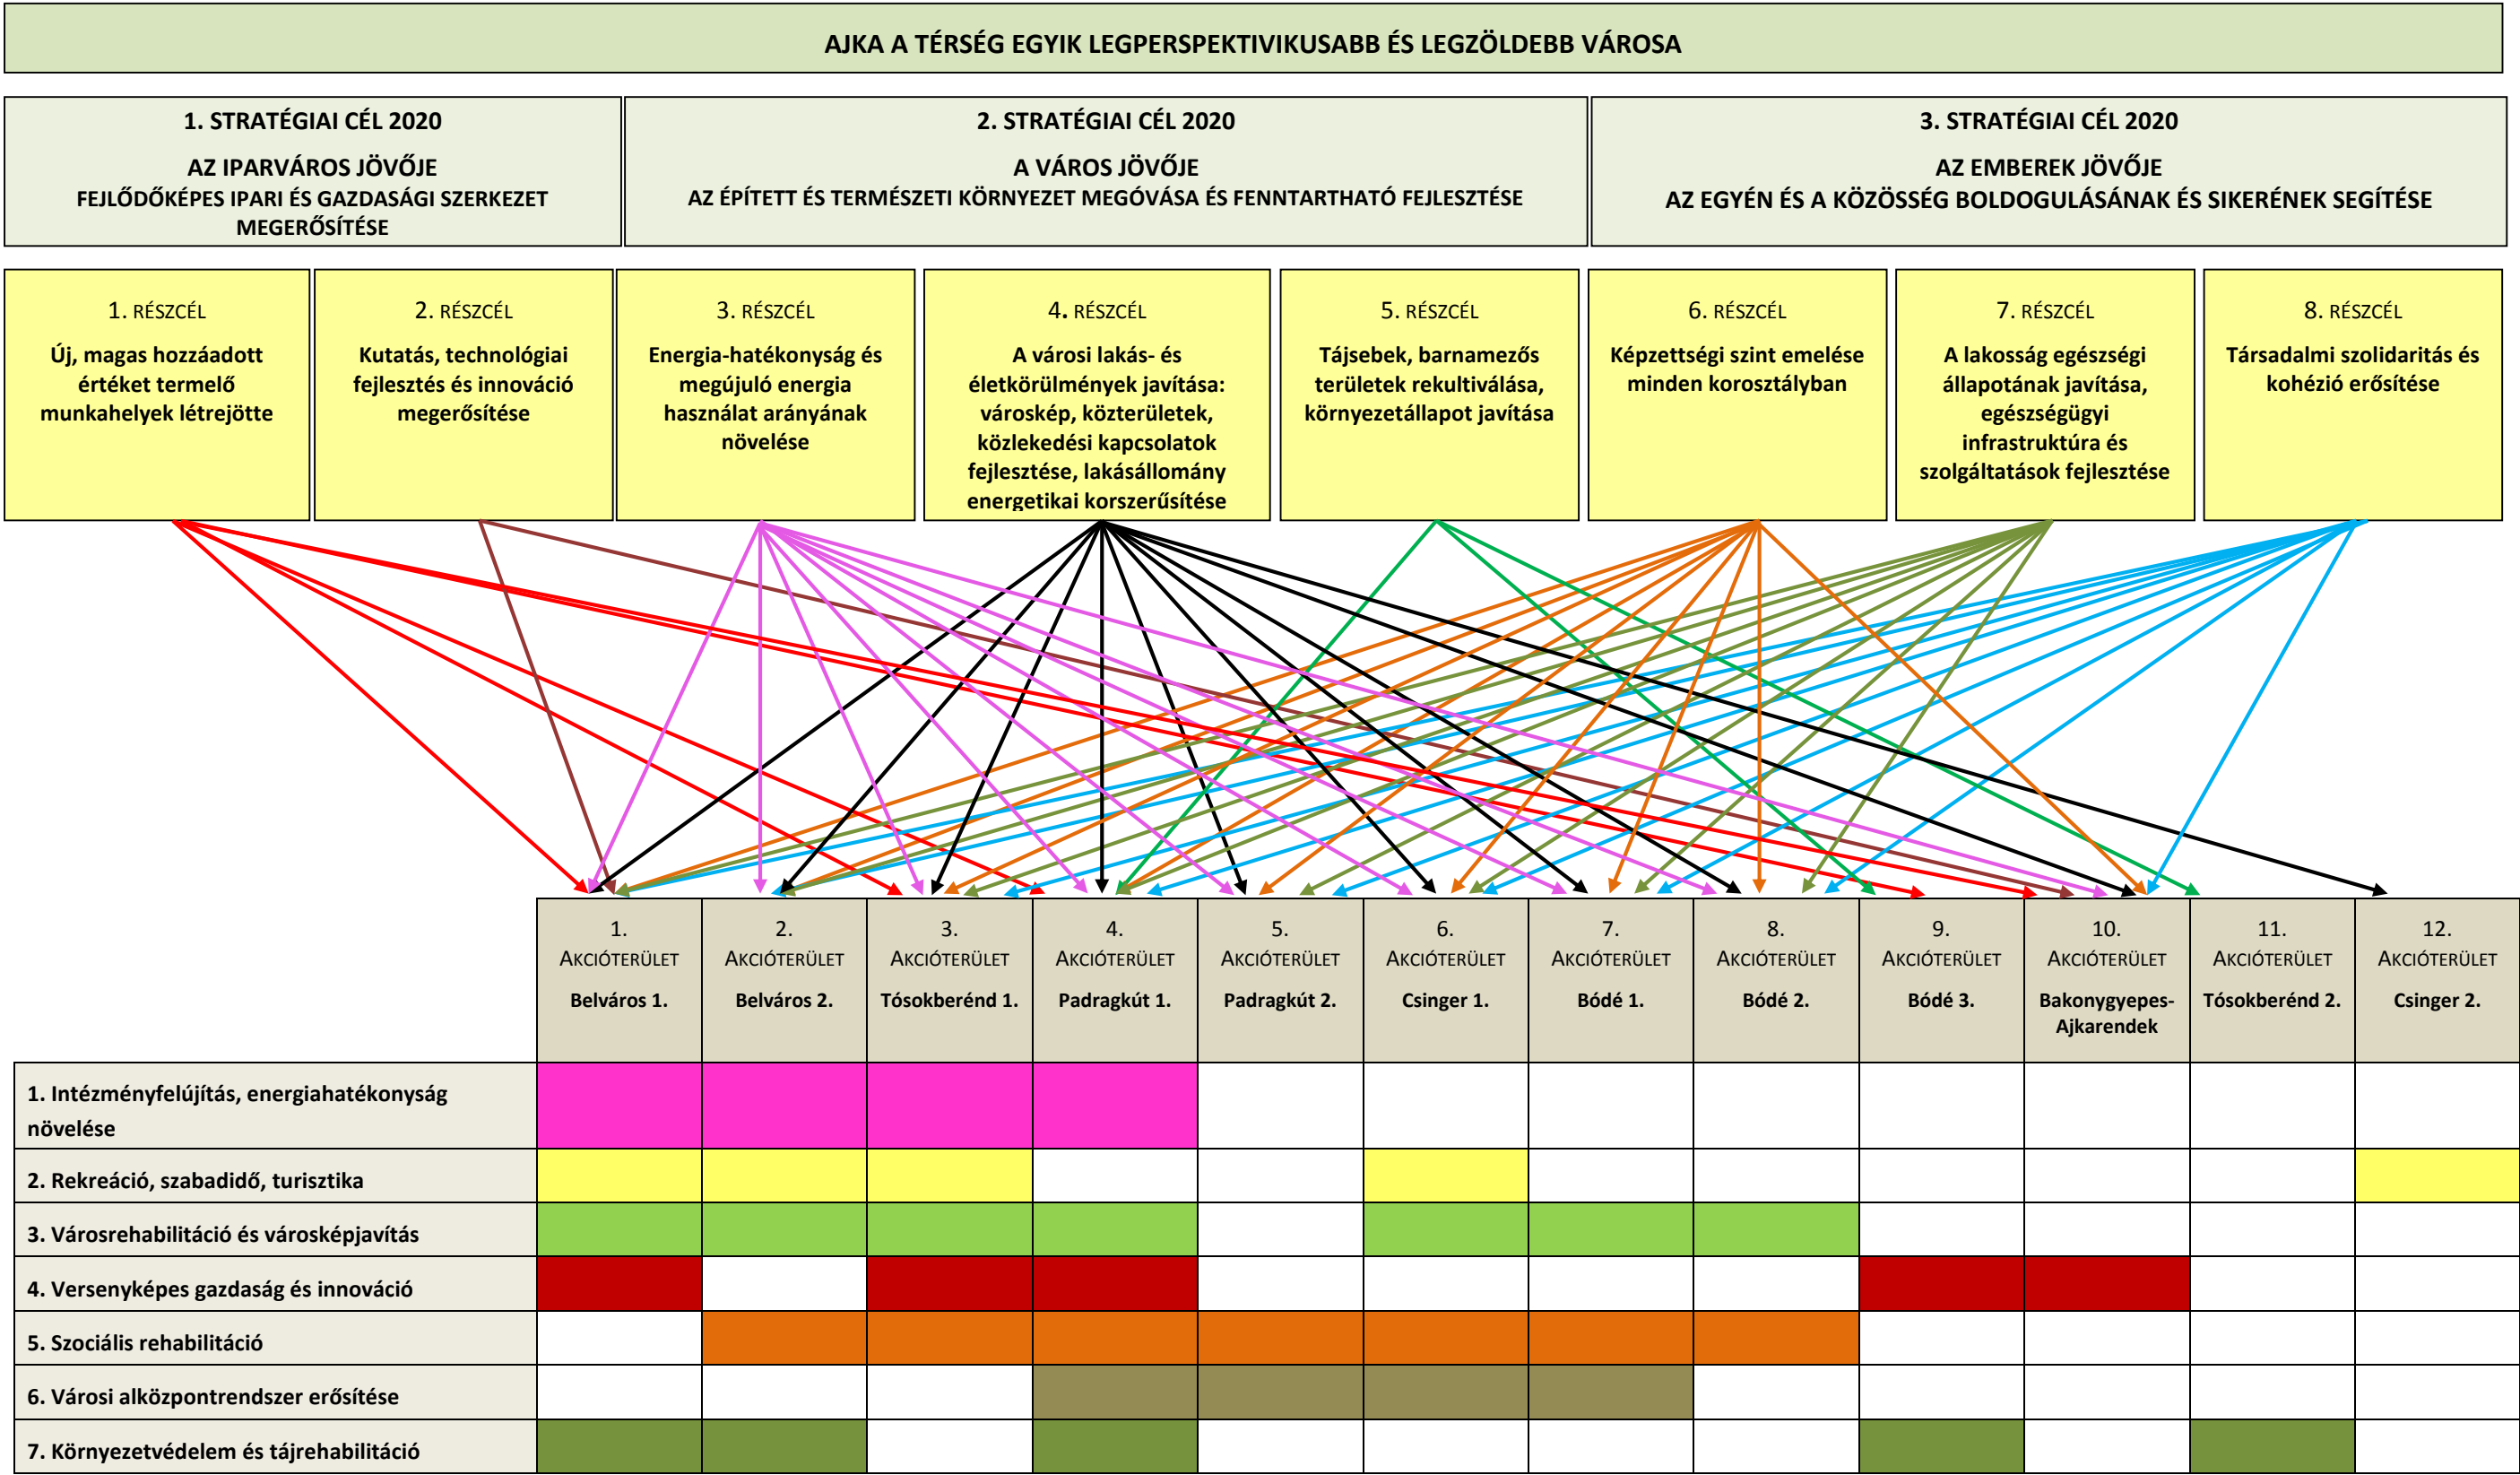 AJKA A TÉRSÉG EGYIK LEGPERSPEKTIVIKUSABB ÉS LEGZÖLDEBB VÁROSA
1. STRATÉGIAI CÉL 2020
AZ IPARVÁROS JÖVŐJE
FEJLŐDŐKÉPES IPARI ÉS GAZDASÁGI SZERKEZET
MEGERŐSÍTÉSE
2. STRATÉGIAI CÉL 2020
A VÁROS JÖVŐJE
AZ ÉPÍTETT ÉS TERMÉSZETI KÖRNYEZET MEGÓVÁSA ÉS FENNTARTHATÓ FEJLESZTÉSE
3. STRATÉGIAI CÉL 2020
AZ EMBEREK JÖVŐJE
AZ EGYÉN ÉS A KÖZÖSSÉG BOLDOGULÁSÁNAK ÉS SIKERÉNEK SEGÍTÉSE
1. RÉSZCÉL
Új, magas hozzáadott
értéket termelő
munkahelyek létrejötte
2. RÉSZCÉL
Kutatás, technológiai
fejlesztés és innováció
megerősítése
3. RÉSZCÉL
Energia-hatékonyság és
megújuló energia
használat arányának
növelése
4. RÉSZCÉL
A városi lakás- és
életkörülmények javítása:
városkép, közterületek,
közlekedési kapcsolatok
fejlesztése, lakásállomány
energetikai korszerűsítése
5. RÉSZCÉL
Tájsebek, barnamezős
területek rekultiválása,
környezetállapot javítása
6. RÉSZCÉL
Képzettségi szint emelése
minden korosztályban
7. RÉSZCÉL
A lakosság egészségi
állapotának javítása,
egészségügyi
infrastruktúra és
szolgáltatások fejlesztése
8. RÉSZCÉL
Társadalmi szolidaritás és
kohézió erősítése
1.
AKCIÓTERÜLET
Belváros 1.
2.
AKCIÓTERÜLET
Belváros 2.
3.
AKCIÓTERÜLET
Tósokberénd 1.
4.
AKCIÓTERÜLET
Padragkút 1.
5.
AKCIÓTERÜLET
Padragkút 2.
6.
AKCIÓTERÜLET
Csinger 1.
7.
AKCIÓTERÜLET
Bódé 1.
8.
AKCIÓTERÜLET
Bódé 2.
9.
AKCIÓTERÜLET
Bódé 3.
10.
AKCIÓTERÜLET
Bakonygyepes-
Ajkarendek
11.
AKCIÓTERÜLET
Tósokberénd 2.
12.
AKCIÓTERÜLET
Csinger 2.
1. Intézményfelújítás, energiahatékonyság
növelése
2. Rekreáció, szabadidő, turisztika
3. Városrehabilitáció és városképjavítás
4. Versenyképes gazdaság és innováció
5. Szociális rehabilitáció
6. Városi alközpontrendszer erősítése
7. Környezetvédelem és tájrehabilitáció